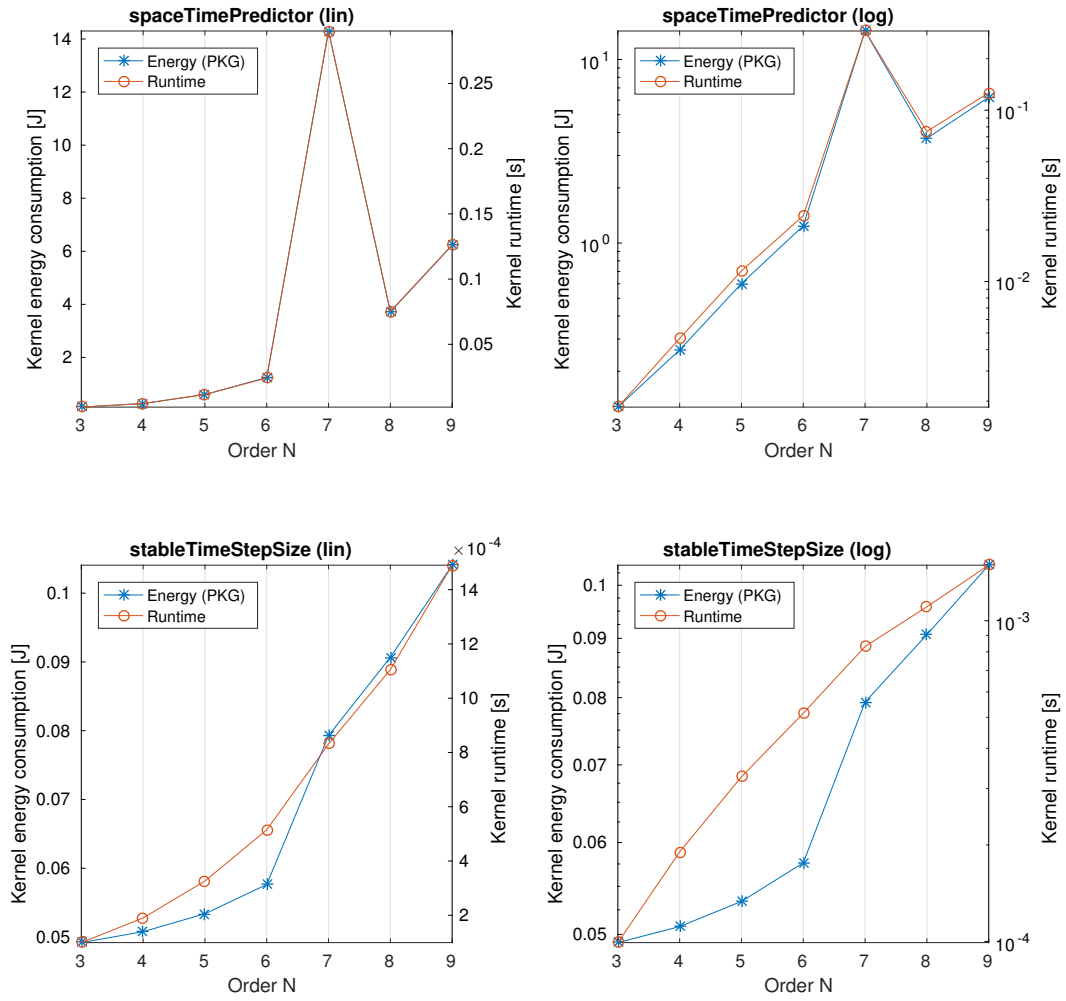 spaceTimePredictor (lin)
Energy (PKG)
Runtime
Kernel energy consumption [J]
14
12
10
8
6
4
2
0.25
0.2
0.15
0.1
0.05
Kernel runtime [s]
3 4 5 6 7 8 9
Order N
spaceTimePredictor (log)
Energy (PKG)
Runtime
Kernel energy consumption [J]
10^1
10^0
10^-1
10^-2
Kernel runtime [s]
3 4 5 6 7 8 9
Order N
stableTimeStepSize (lin)
× 10^-4
Energy (PKG)
Runtime
Kernel energy consumption [J]
0.1
0.09
0.08
0.07
0.06
0.05
14
12
10
8
6
4
2
Kernel runtime [s]
3 4 5 6 7 8 9
Order N
stableTimeStepSize (log)
Energy (PKG)
Runtime
Kernel energy consumption [J]
0.1
0.09
0.08
0.07
0.06
0.05
10^-3
10^-4
Kernel runtime [s]
3 4 5 6 7 8 9
Order N